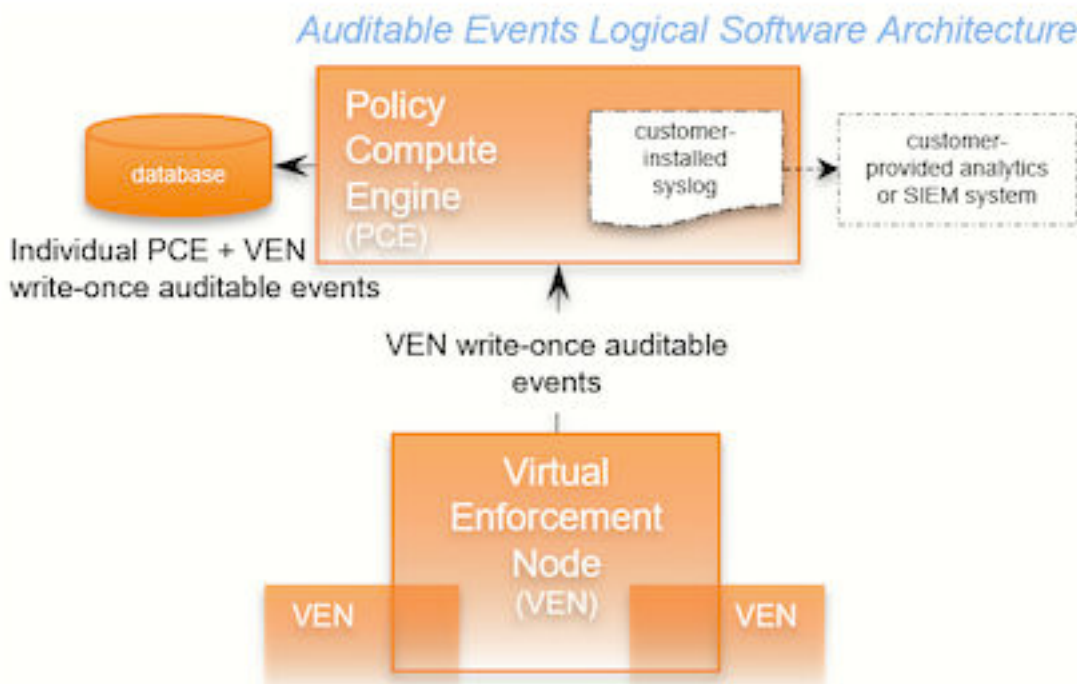 Auditable Events Logical Software Architecture
Policy
Compute
Engine
(PCE)
customer-
installed
syslog
customer-
provided analytics
or SIEM system
database
Individual PCE + VEN
write-once auditable events
VEN write-once auditable
events
Virtual
Enforcement
Node
(VEN)
VEN
VEN